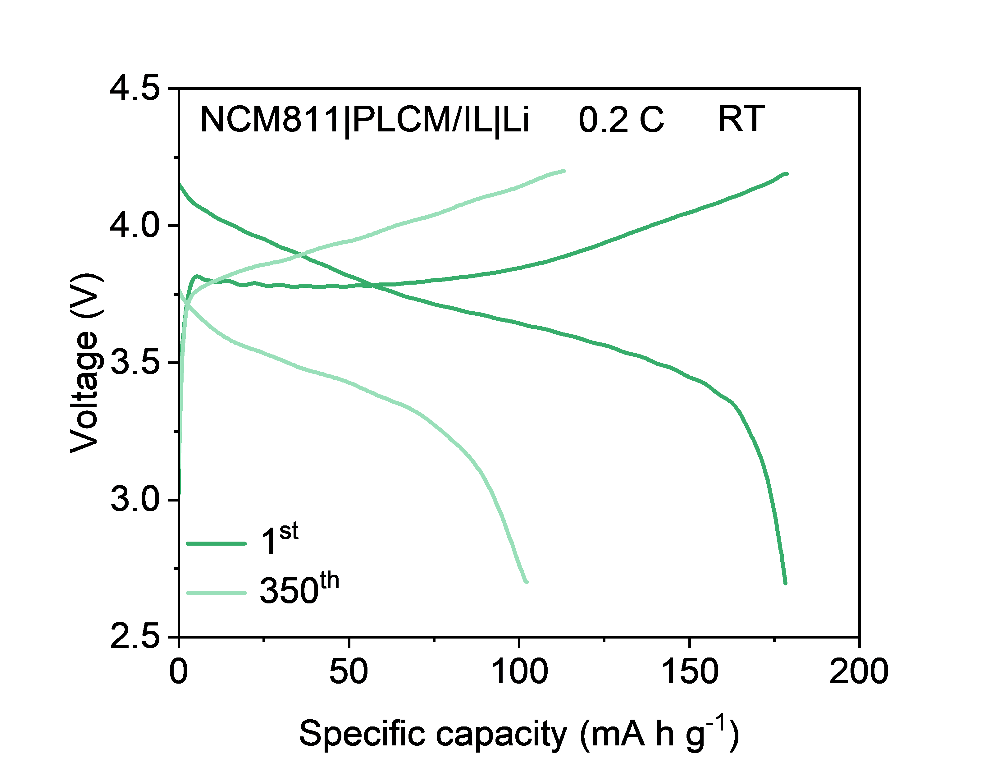 4.5
NCM811|PLCM/IL|Li 0.2 C RT
4.0
3.5
3.0
2.5
Voltage (V)
1st
350th
0 50 100 150 200
Specific capacity (mA h g-1)